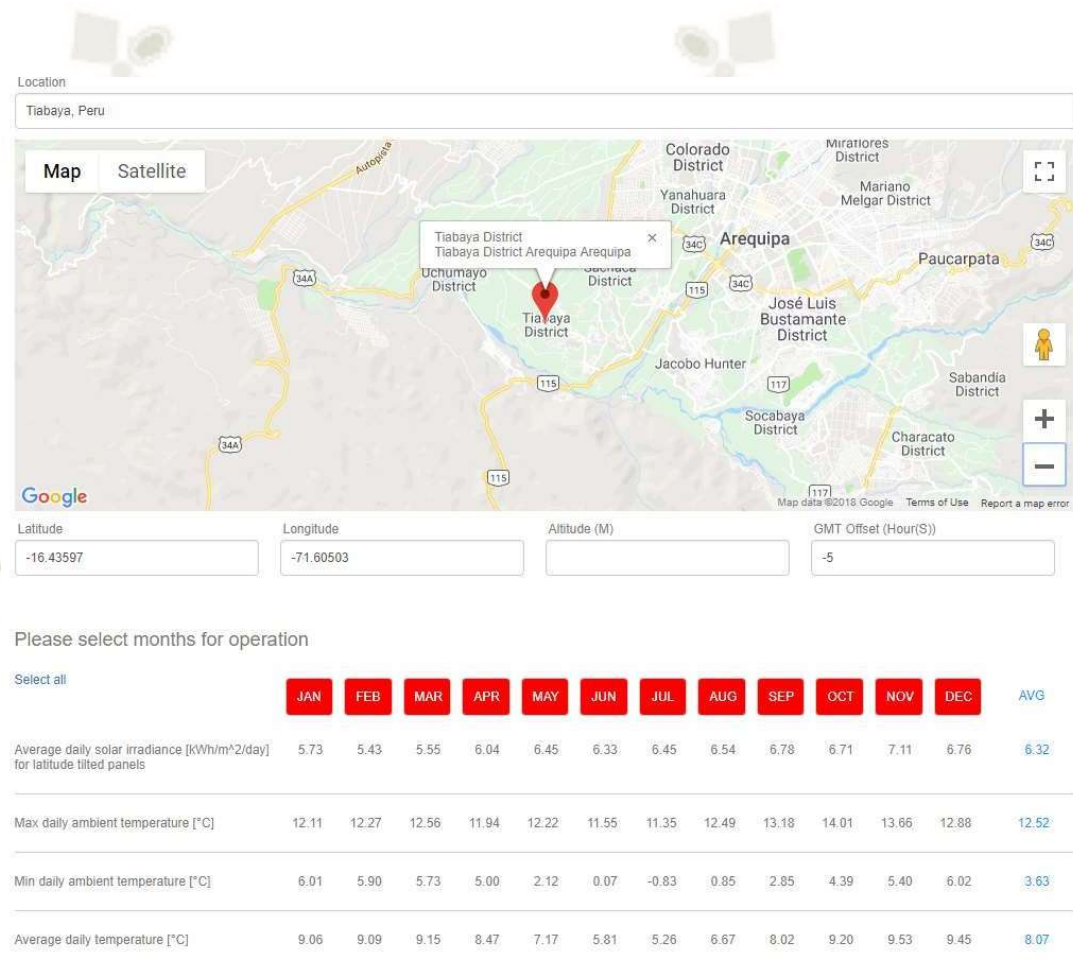 Location
Tiabaya, Peru
Map Satellite
Autopista
Colorado
District
Miraflores
District
Yanahuara
District
Mariano
Melgar District
Tiabaya District
Tiabaya District Arequipa Arequipa
×
34C
Arequipa
34C
Paucarpata
34A
Uchumayo
District
Sachaca
District
115
34C
José Luis
Bustamante
District
Tiabaya
District
Jacobo Hunter
115
117
Sabandía
District
Socabaya
District
Characato
District
34A
115
117
Google
Map data ©2018 Google Terms of Use Report a map error
Latitude Longitude Altitude (M) GMT Offset (Hour(S))
-16.43597 -71.60503 -5
Please select months for operation
Select all JAN FEB MAR APR MAY JUN JUL AUG SEP OCT NOV DEC AVG
Average daily solar irradiance [kWh/m^2/day] 5.73 5.43 5.55 6.04 6.45 6.33 6.45 6.54 6.78 6.71 7.11 6.76 6.32
for latitude tilted panels
Max daily ambient temperature [°C] 12.11 12.27 12.56 11.94 12.22 11.55 11.35 12.49 13.18 14.01 13.66 12.88 12.52
Min daily ambient temperature [°C] 6.01 5.90 5.73 5.00 2.12 0.07 -0.83 0.85 2.85 4.39 5.40 6.02 3.63
Average daily temperature [°C] 9.06 9.09 9.15 8.47 7.17 5.81 5.26 6.67 8.02 9.20 9.53 9.45 8.07